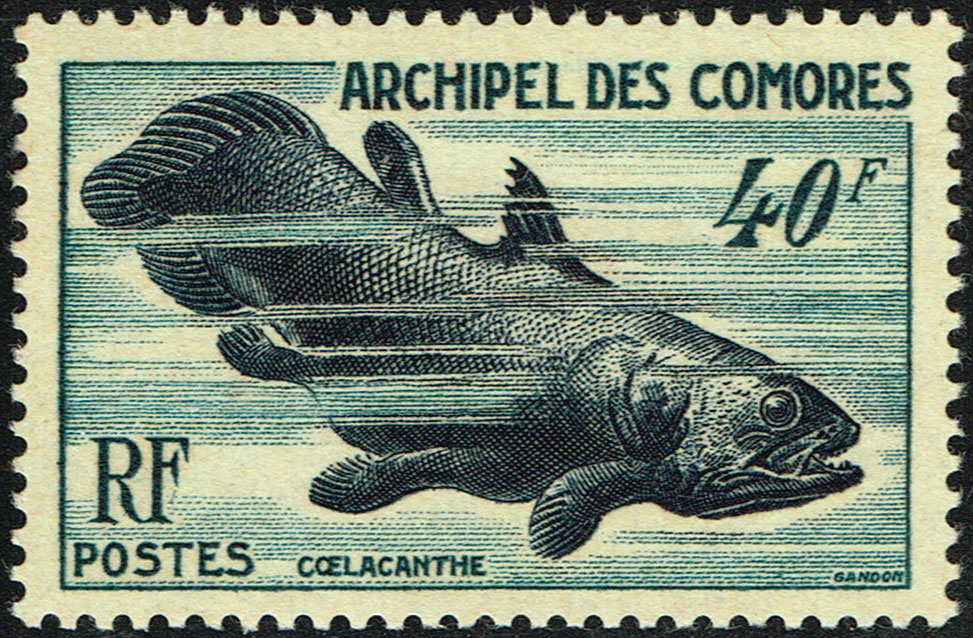 ARCHIPEL DES COMORES
40F
RF
POSTES
CŒLACANTHE
GANDON